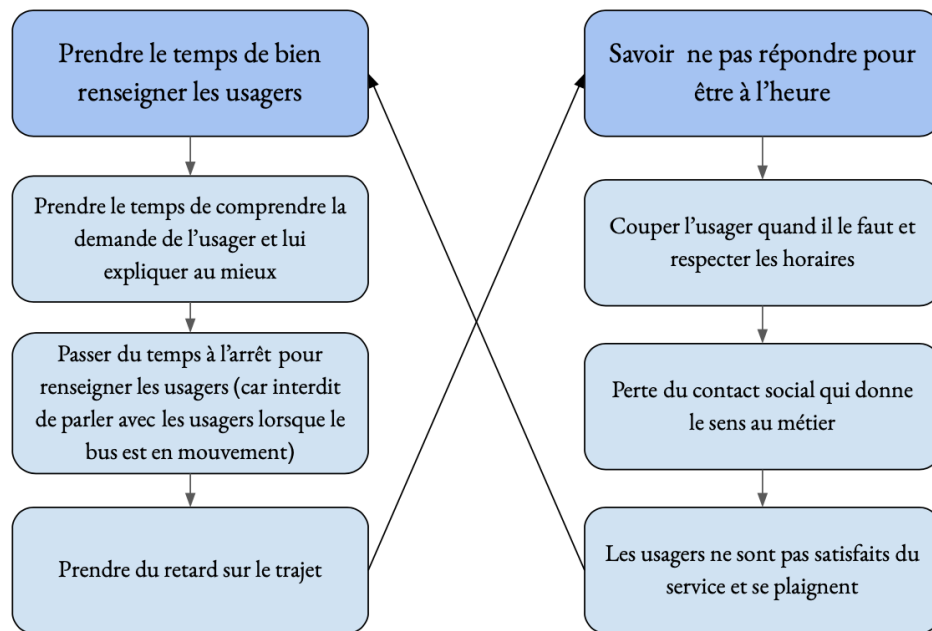 Prendre le temps de bien
renseigner les usagers
Prendre le temps de comprendre la
demande de l’usager et lui
expliquer au mieux
Passer du temps à l’arrêt pour
renseigner les usagers (car interdit
de parler avec les usagers lorsque le
bus est en mouvement)
Prendre du retard sur le trajet
Savoir ne pas répondre pour
être à l’heure
Couper l’usager quand il le faut et
respecter les horaires
Perte du contact social qui donne
le sens au métier
Les usagers ne sont pas satisfaits du
service et se plaignent